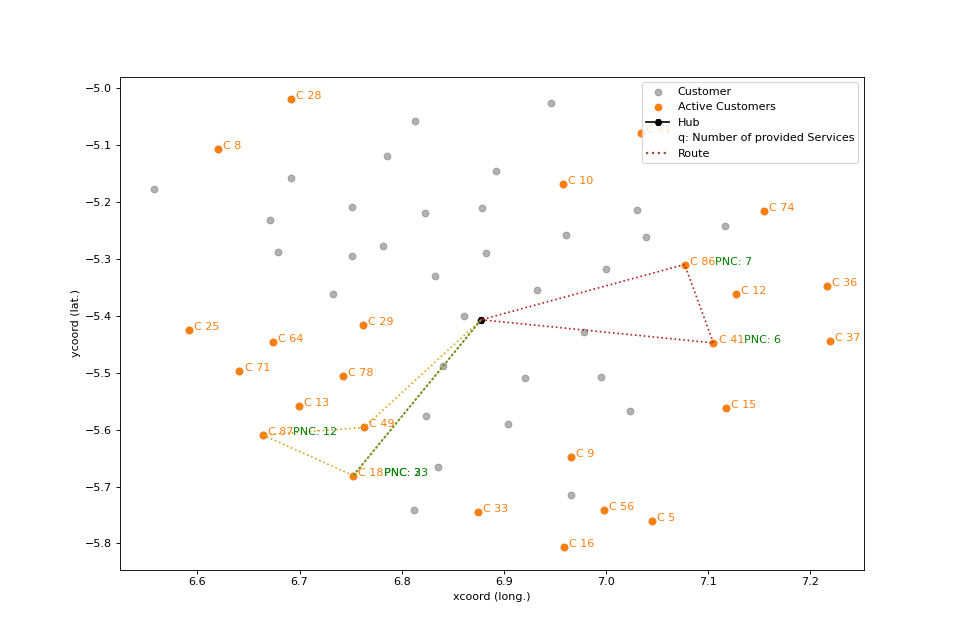 Customer
Active Customers
Hub
q: Number of provided Services
Route
C 28
C 8
C 10
C 74
C 86 PNC: 7
C 36
C 12
C 25
C 29
C 64
C 41 PNC: 6
C 37
C 71
C 78
C 13
C 15
C 49
C 87 PNC: 12
C 9
C 18 PNC:
C 33
C 56
C 5
C 16
−5.0
−5.1
−5.2
−5.3
−5.4
−5.5
−5.6
−5.7
−5.8
ycoord (lat.)
6.6 6.7 6.8 6.9 7.0 7.1 7.2
xcoord (long.)